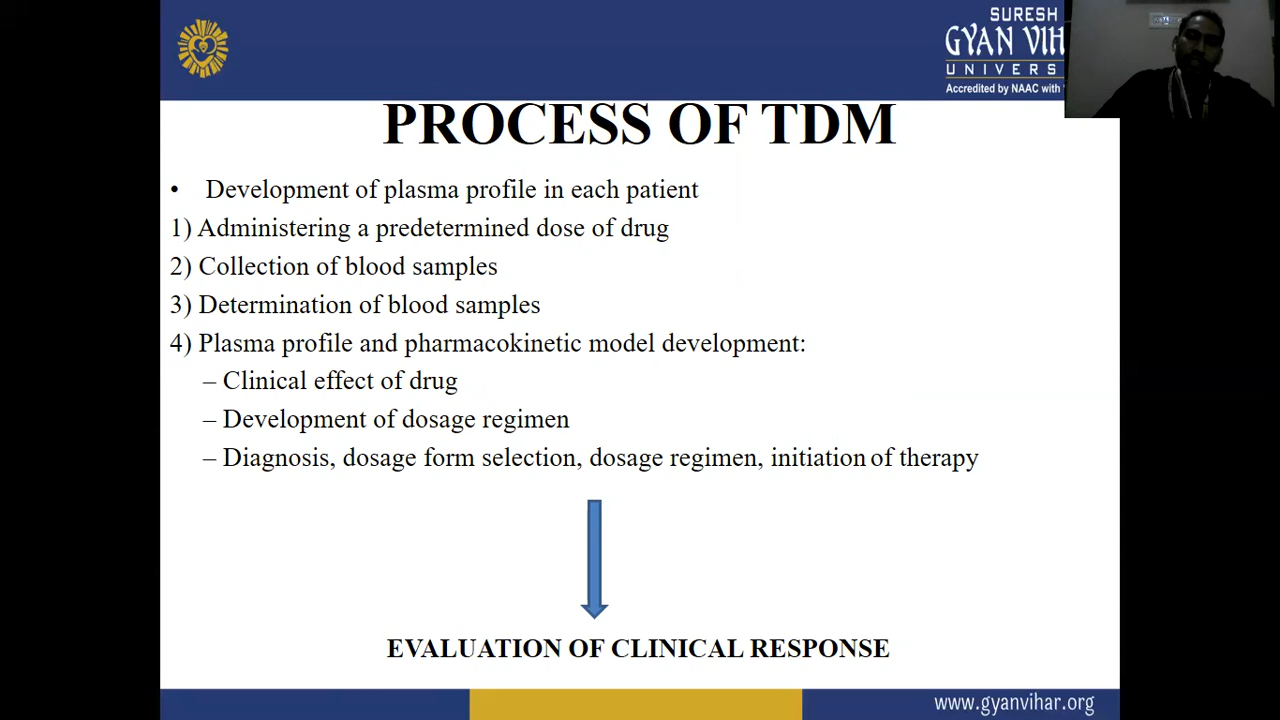 SURESH
GYAN VIH
UNIVERS
Accredited by NAAC with
PROCESS OF TDM
• Development of plasma profile in each patient
1) Administering a predetermined dose of drug
2) Collection of blood samples
3) Determination of blood samples
4) Plasma profile and pharmacokinetic model development:
– Clinical effect of drug
– Development of dosage regimen
– Diagnosis, dosage form selection, dosage regimen, initiation of therapy
EVALUATION OF CLINICAL RESPONSE
www.gyanvihar.org